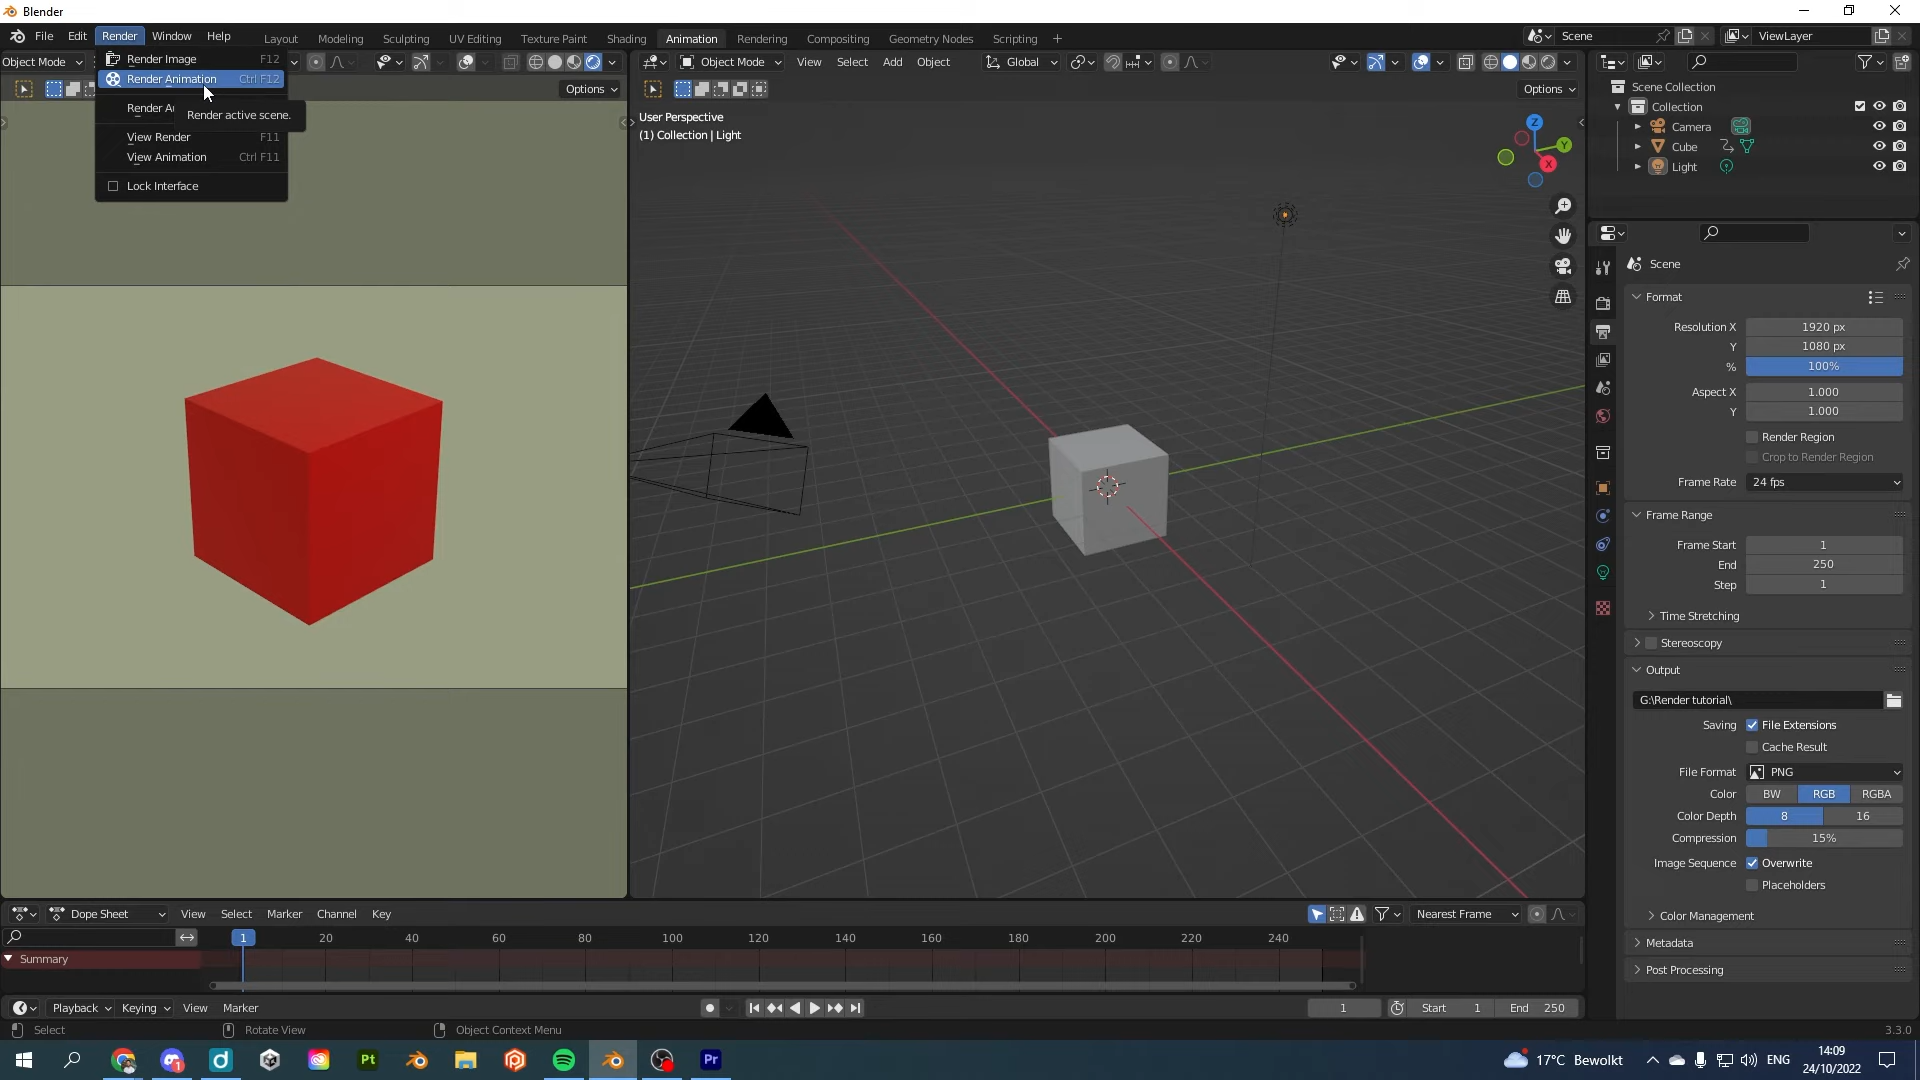 Blender
File Edit Render Window Help Layout Modeling Sculpting UV Editing Texture Paint Shading Animation Rendering Compositing Geometry Nodes Scripting + Scene ViewLayer
Object Mode
Render Image F12
Render Animation Ctrl F12
Render Au
Render active scene.
View Render F11
View Animation Ctrl F11
Lock Interface
Options
Object Mode View Select Add Object Global
Options
User Perspective
(1) Collection | Light
Z
Y
X
Scene Collection
Collection
Camera
Cube
Light
Scene
Format
Resolution X 1920 px
Y 1080 px
% 100%
Aspect X 1.000
Y 1.000
Render Region
Crop to Render Region
Frame Rate 24 fps
Frame Range
Frame Start 1
End 250
Step 1
Time Stretching
Stereoscopy
Output
G:\Render tutorial\
Saving File Extensions
Cache Result
File Format PNG
Color BW RGB RGBA
Color Depth 8 16
Compression 15%
Image Sequence Overwrite
Placeholders
Color Management
Metadata
Post Processing
Dope Sheet View Select Marker Channel Key Nearest Frame
1 20 40 60 80 100 120 140 160 180 200 220 240
Summary
Playback Keying View Marker 1 Start 1 End 250
Select Rotate View Object Context Menu 3.3.0
Pt Pr 17°C Bewolkt ENG 14:09
24/10/2022